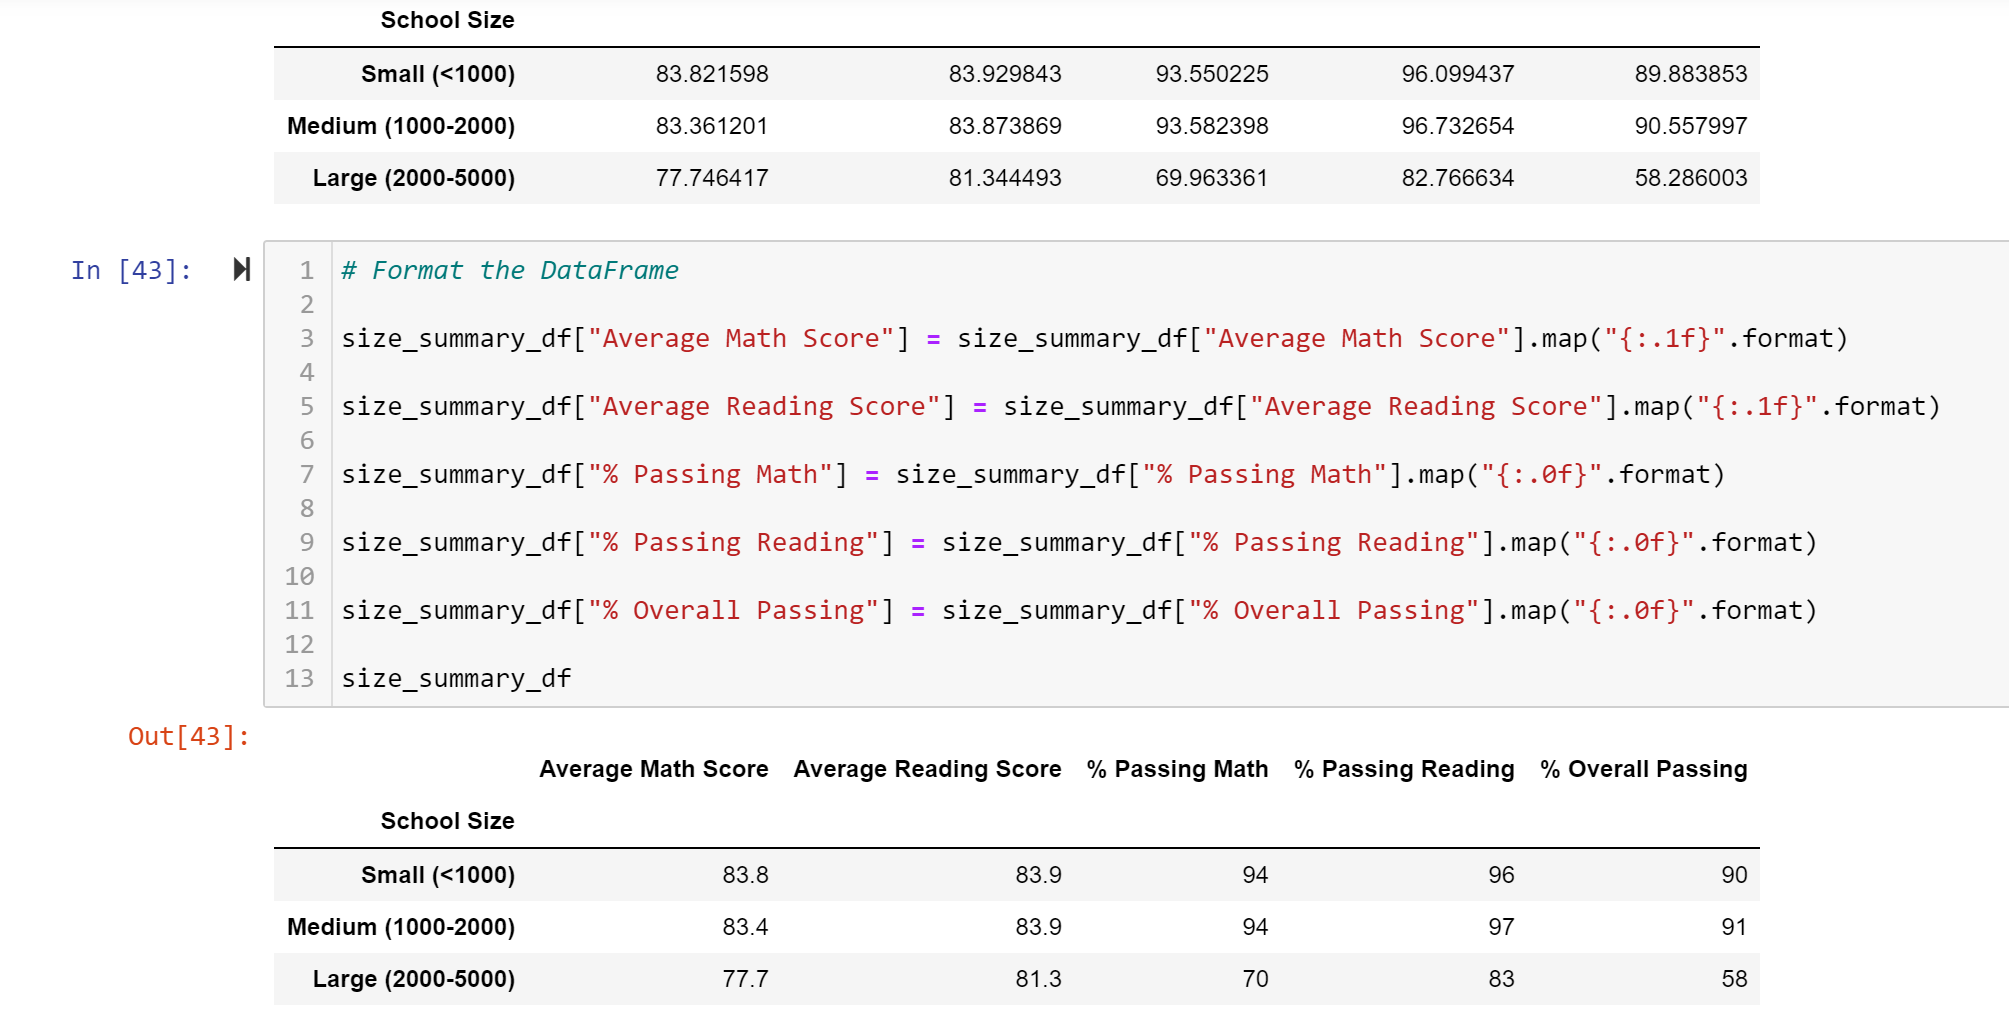 School Size
Small (<1000) 83.821598 83.929843 93.550225 96.099437 89.883853
Medium (1000-2000) 83.361201 83.873869 93.582398 96.732654 90.557997
Large (2000-5000) 77.746417 81.344493 69.963361 82.766634 58.286003
In [43]:
1 # Format the DataFrame
2
3 size_summary_df["Average Math Score"] = size_summary_df["Average Math Score"].map("{:.1f}".format)
4
5 size_summary_df["Average Reading Score"] = size_summary_df["Average Reading Score"].map("{:.1f}".format)
6
7 size_summary_df["% Passing Math"] = size_summary_df["% Passing Math"].map("{:.0f}".format)
8
9 size_summary_df["% Passing Reading"] = size_summary_df["% Passing Reading"].map("{:.0f}".format)
10
11 size_summary_df["% Overall Passing"] = size_summary_df["% Overall Passing"].map("{:.0f}".format)
12
13 size_summary_df
Out[43]:
Average Math Score Average Reading Score % Passing Math % Passing Reading % Overall Passing
School Size
Small (<1000) 83.8 83.9 94 96 90
Medium (1000-2000) 83.4 83.9 94 97 91
Large (2000-5000) 77.7 81.3 70 83 58